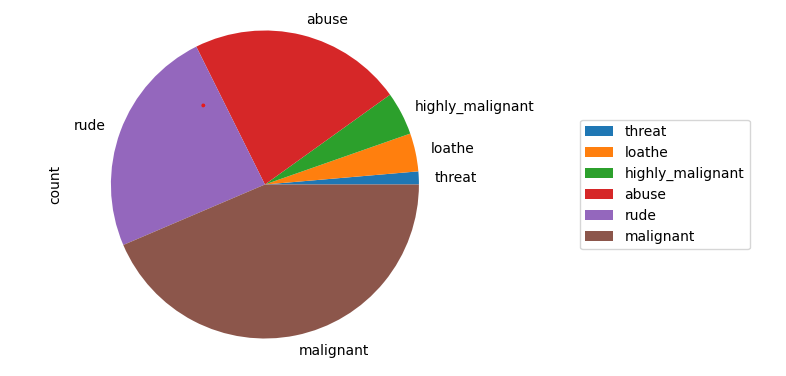 abuse
highly_malignant
rude
loathe
threat
count
malignant
threat
loathe
highly_malignant
abuse
rude
malignant